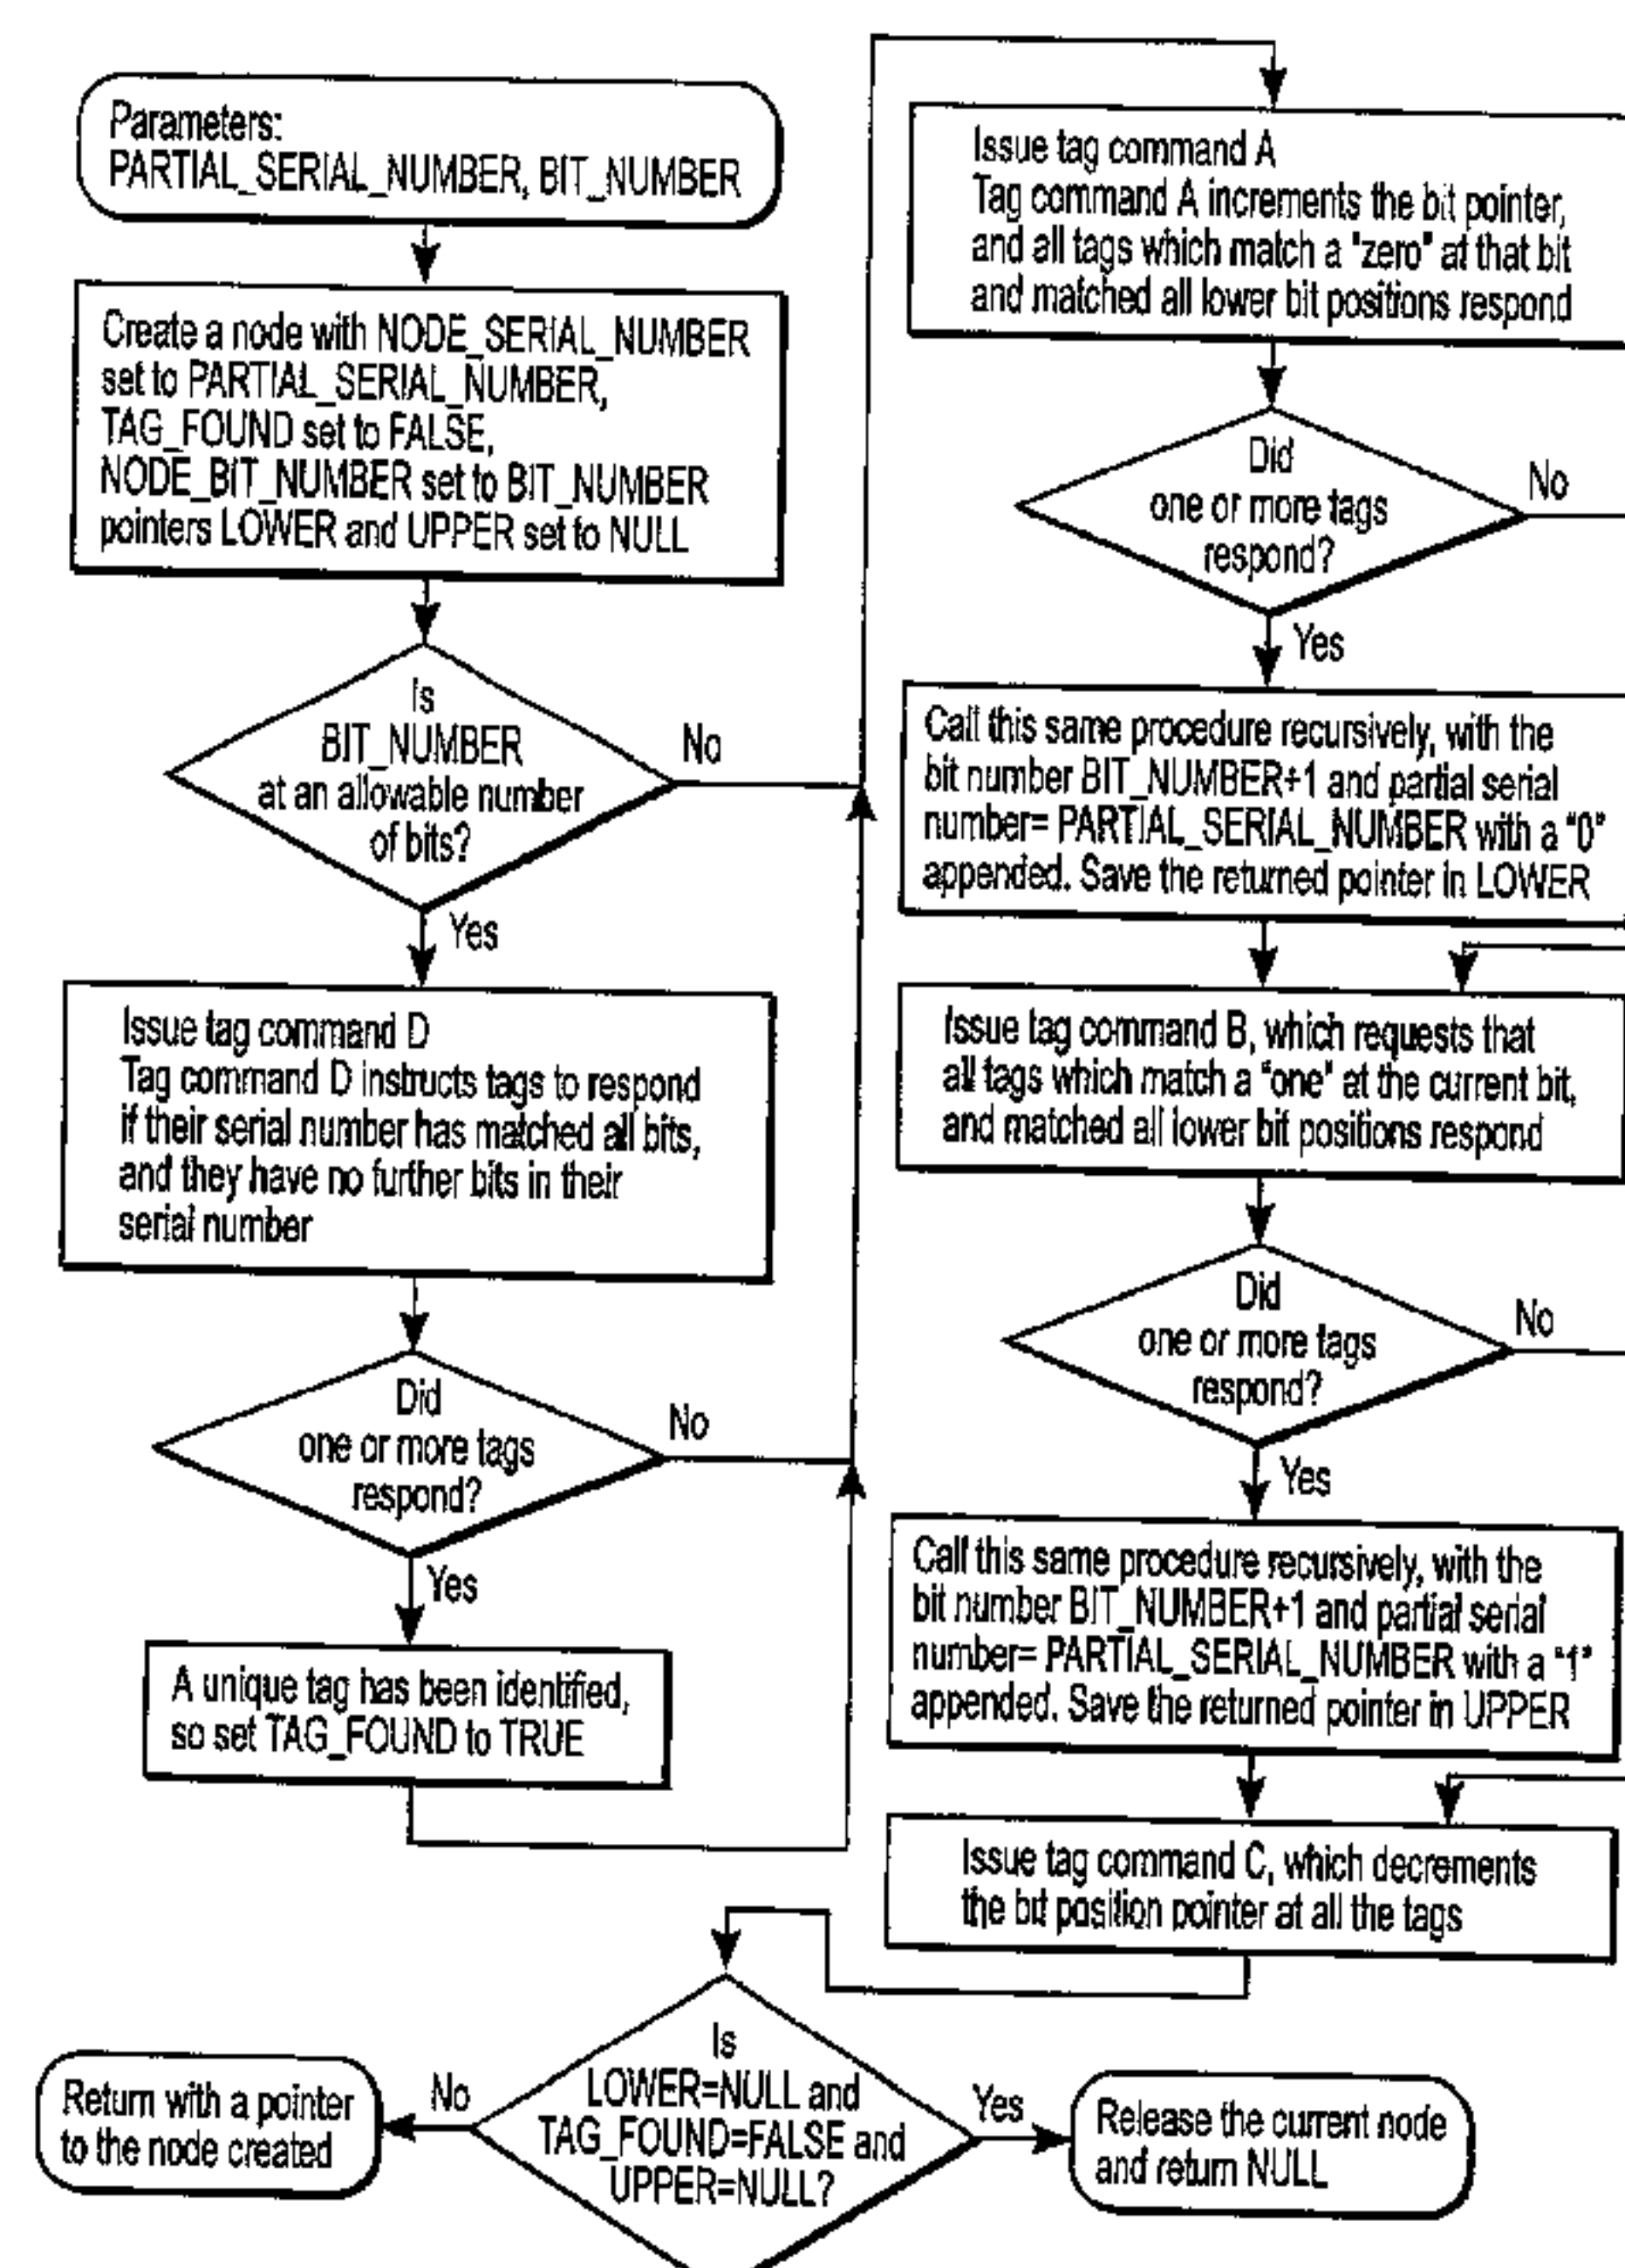 Parameters:
PARTIAL_SERIAL_NUMBER, BIT_NUMBER
Create a node with NODE_SERIAL_NUMBER
set to PARTIAL_SERIAL_NUMBER,
TAG_FOUND set to FALSE,
NODE_BIT_NUMBER set to BIT_NUMBER
pointers LOWER and UPPER set to NULL
Is
BIT_NUMBER
at an allowable number
of bits?
No
Yes
Issue tag command D
Tag command D instructs tags to respond
if their serial number has matched all bits,
and they have no further bits in their
serial number
Did
one or more tags
respond?
No
Yes
A unique tag has been identified,
so set TAG_FOUND to TRUE
Issue tag command A
Tag command A increments the bit pointer,
and all tags which match a "zero" at that bit
and matched all lower bit positions respond
Did
one or more tags
respond?
No
Yes
Call this same procedure recursively, with the
bit number BIT_NUMBER+1 and partial serial
number= PARTIAL_SERIAL_NUMBER with a "0"
appended. Save the returned pointer in LOWER
Issue tag command B, which requests that
all tags which match a "one" at the current bit,
and matched all lower bit positions respond
Did
one or more tags
respond?
No
Yes
Call this same procedure recursively, with the
bit number BIT_NUMBER+1 and partial serial
number= PARTIAL_SERIAL_NUMBER with a "1"
appended. Save the returned pointer in UPPER
Issue tag command C, which decrements
the bit position pointer at all the tags
Is
LOWER=NULL and
TAG_FOUND=FALSE and
UPPER=NULL?
No
Yes
Return with a pointer
to the node created
Release the current node
and return NULL